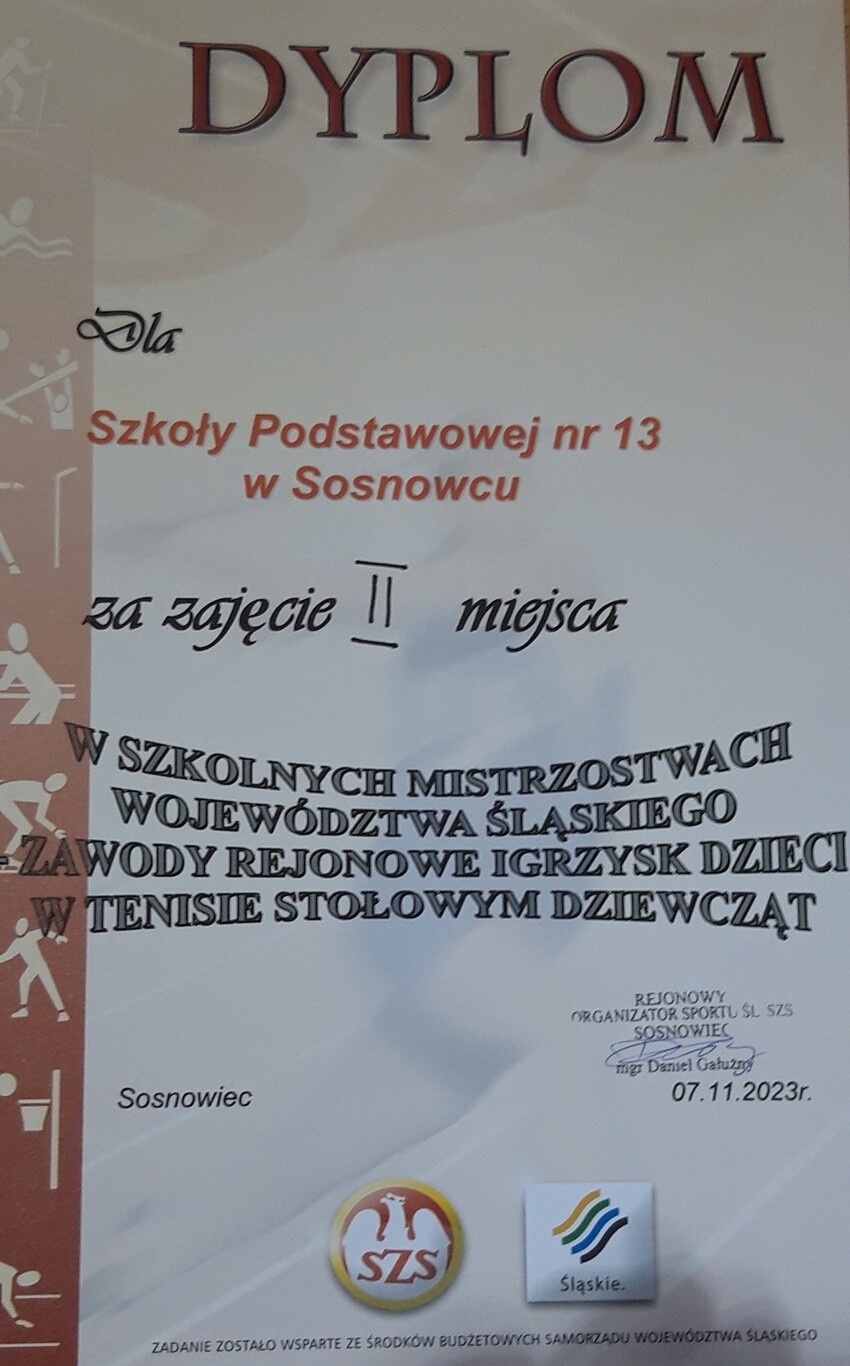 DYPLOM
Dla
Szkoły Podstawowej nr 13
w Sosnowcu
za zajęcie II miejsca
W SZKOLNYCH MISTRZOSTWACH
WOJEWÓDZTWA ŚLĄSKIEGO
- ZAWODY REJONOWE IGRZYSK DZIECI
W TENISIE STOŁOWYM DZIEWCZĄT
REJONOWY
ORGANIZATOR SPORTU ŚL. SZS
SOSNOWIEC
mgr Daniel Gałużny
Sosnowiec 07.11.2023r.
SZS
Śląskie.
ZADANIE ZOSTAŁO WSPARTE ZE ŚRODKÓW BUDŻETOWYCH SAMORZĄDU WOJEWÓDZTWA ŚLĄSKIEGO